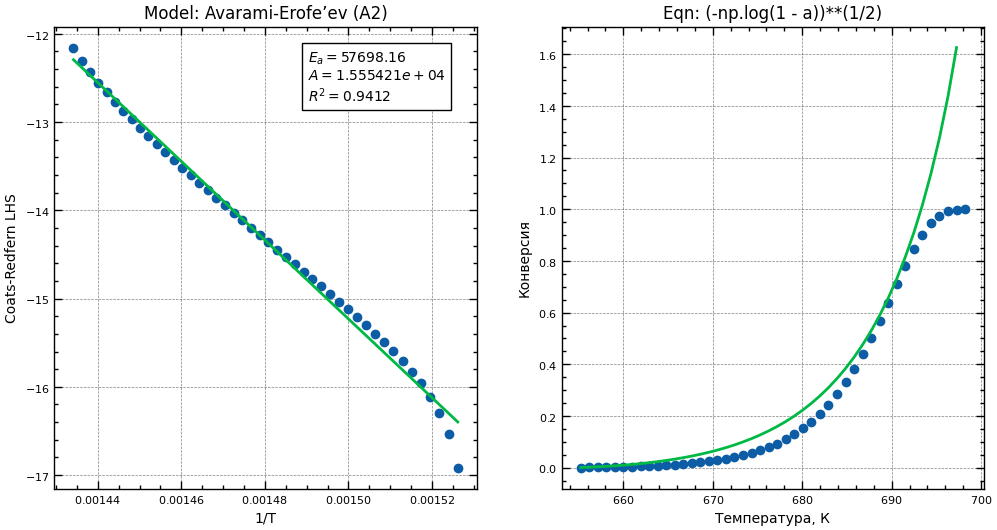 Model: Avarami-Erofe’ev (A2)
Eₐ = 57698.16
A = 1.555421e + 04
R² = 0.9412
−12
−13
−14
−15
−16
−17
Coats-Redfern LHS
0.00144 0.00146 0.00148 0.00150 0.00152
1/T
Eqn: (-np.log(1 - a))**(1/2)
1.6
1.4
1.2
1.0
0.8
0.6
0.4
0.2
0.0
Конверсия
660 670 680 690 700
Температура, К